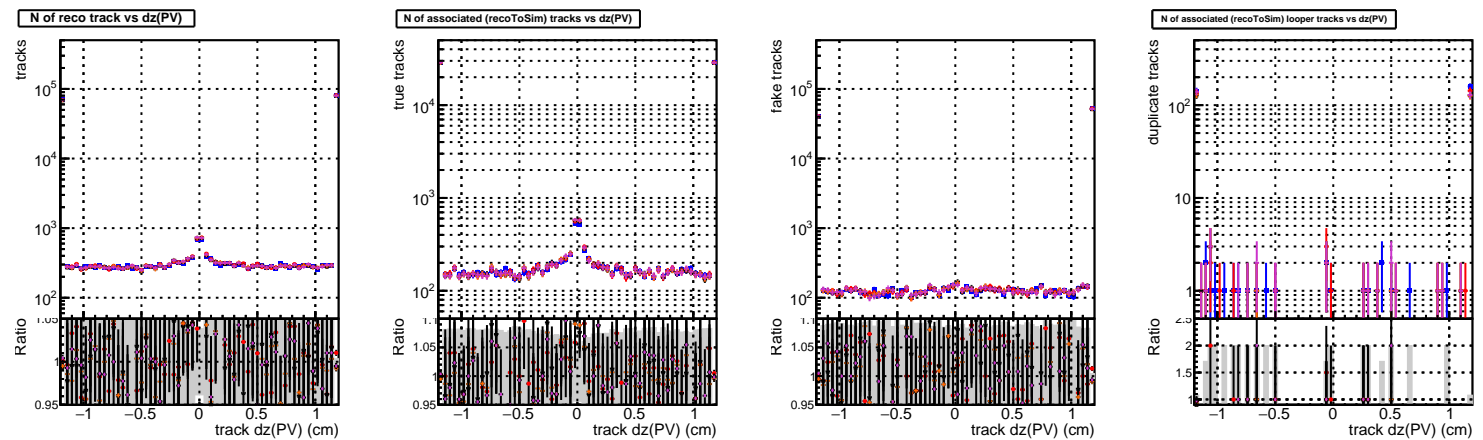 N of reco track vs dz(PV)
tracks
10^5
10^4
10^3
10^2
1.05
1
0.95
Ratio
−1 −0.5 0 0.5 1
track dz(PV) (cm)
N of associated (recoToSim) tracks vs dz(PV)
true tracks
10^4
10^3
10^2
1.1
1.05
1
0.95
Ratio
−1 −0.5 0 0.5 1
track dz(PV) (cm)
fake tracks
10^5
10^4
10^3
10^2
1.1
1.05
1
0.95
Ratio
−1 −0.5 0 0.5 1
track dz(PV) (cm)
N of associated (recoToSim) looper tracks vs dz(PV)
duplicate tracks
10^2
10
1
2.5
2
1.5
1
Ratio
−1 −0.5 0 0.5 1
track dz(PV) (cm)